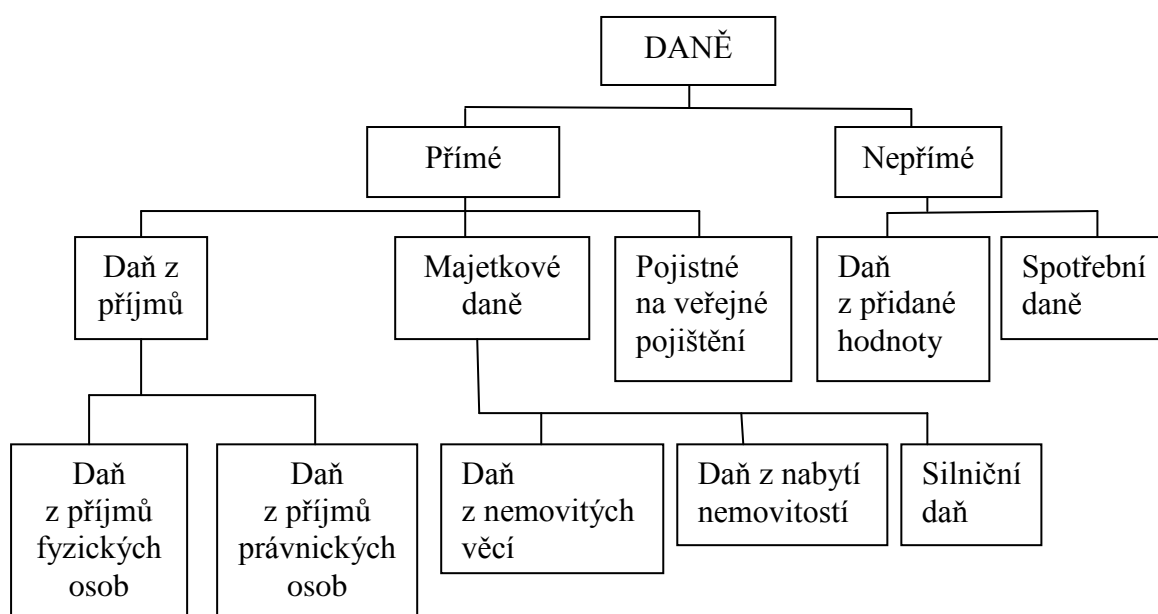 DANĚ
Přímé
Nepřímé
Daň z
příjmů
Majetkové
daně
Pojistné
na veřejné
pojištění
Daň
z přidané
hodnoty
Spotřební
daně
Daň
z příjmů
fyzických
osob
Daň
z příjmů
právnických
osob
Daň
z nemovitých
věcí
Daň z nabytí
nemovitostí
Silniční
daň